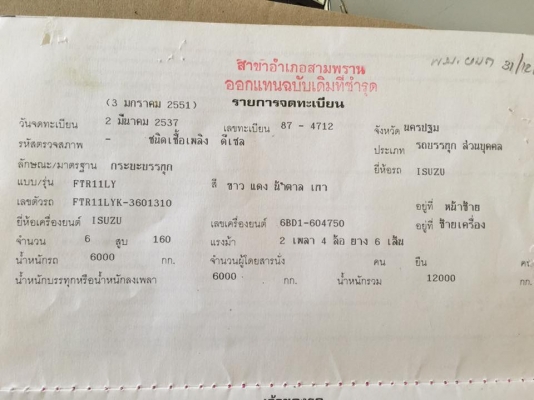 สาขาอำเภอสามพราน
ออกแทนฉบับเดิมที่ชำรุด
(3 มกราคม 2551) รายการจดทะเบียน
วันจดทะเบียน 2 มีนาคม 2537 เลขทะเบียน 87 - 4712 จังหวัด นครปฐม
รหัสตรวจสภาพ - ชนิดเชื้อเพลิง ดีเซล ประเภท รถบรรทุก ส่วนบุคคล
ลักษณะ/มาตรฐาน กระยะบรรทุก ยี่ห้อรถ ISUZU
แบบ/รุ่น FTR11LY สี ขาว แดง น้ำตาล เทา
เลขตัวรถ FTR11LYK-3601310 อยู่ที่ หน้าซ้าย
ยี่ห้อเครื่องยนต์ ISUZU เลขเครื่องยนต์ 6BD1-604750 อยู่ที่ ซ้ายเครื่อง
จำนวน 6 สูบ 160 แรงม้า 2 เพลา 4 ล้อ ยาง 6 เส้น
น้ำหนักรถ 6000 กก. จำนวนผู้โดยสารนั่ง คน ยืน คน
น้ำหนักบรรทุกหรือน้ำหนักลงเพลา 6000 กก. น้ำหนักรวม 12000 กก.